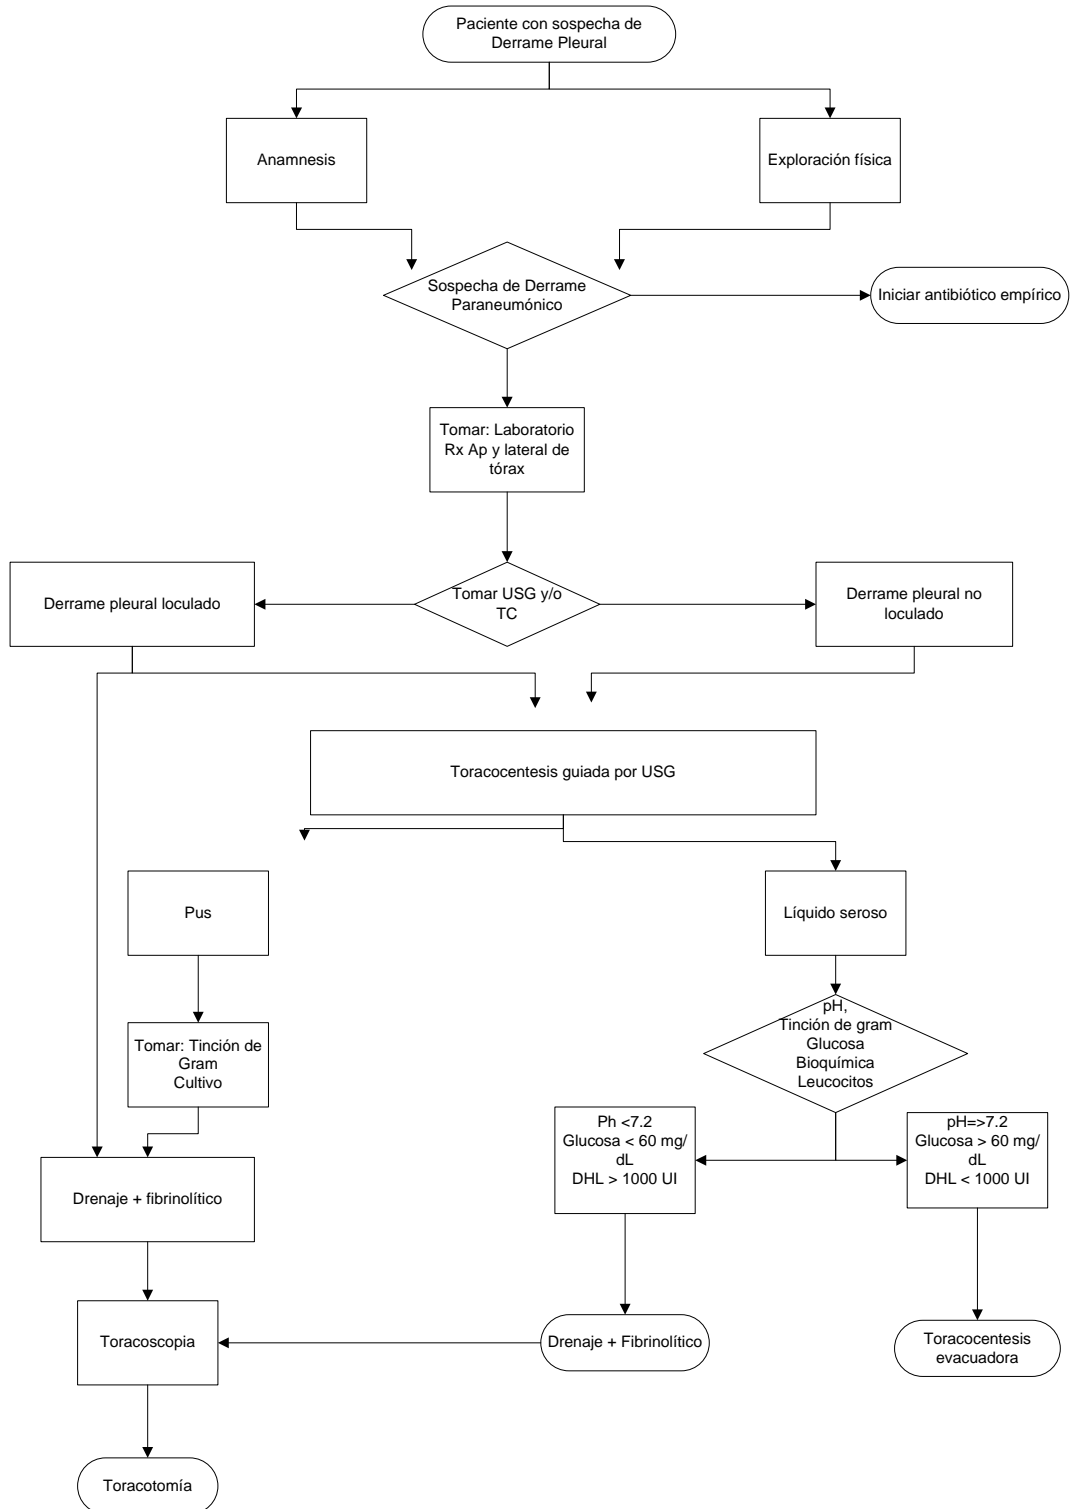 Paciente con sospecha de
Derrame Pleural
Anamnesis
Exploración física
Sospecha de Derrame
Paraneumónico
Iniciar antibiótico empírico
Tomar: Laboratorio
Rx Ap y lateral de
tórax
Derrame pleural loculado
Tomar USG y/o
TC
Derrame pleural no
loculado
Toracocentesis guiada por USG
Pus
Líquido seroso
Tomar: Tinción de
Gram
Cultivo
pH,
Tinción de gram
Glucosa
Bioquímica
Leucocitos
Ph <7.2
Glucosa < 60 mg/
dL
DHL > 1000 UI
pH=>7.2
Glucosa > 60 mg/
dL
DHL < 1000 UI
Drenaje + fibrinolítico
Toracoscopia
Drenaje + Fibrinolítico
Toracocentesis
evacuadora
Toracotomía